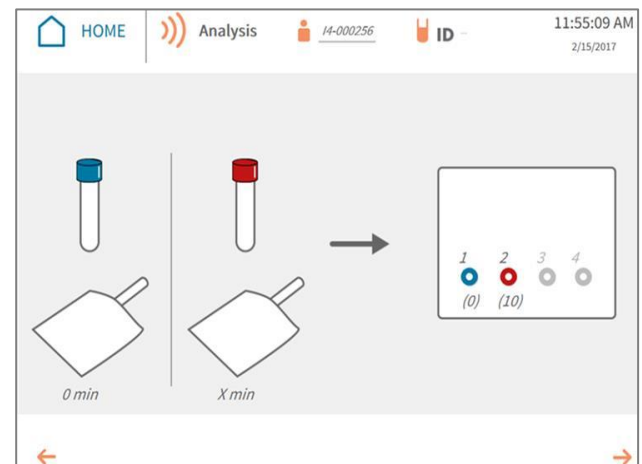 HOME
Analysis
I4-000256
ID -
11:55:09 AM
2/15/2017
1 2 3 4
(0) (10)
0 min
X min